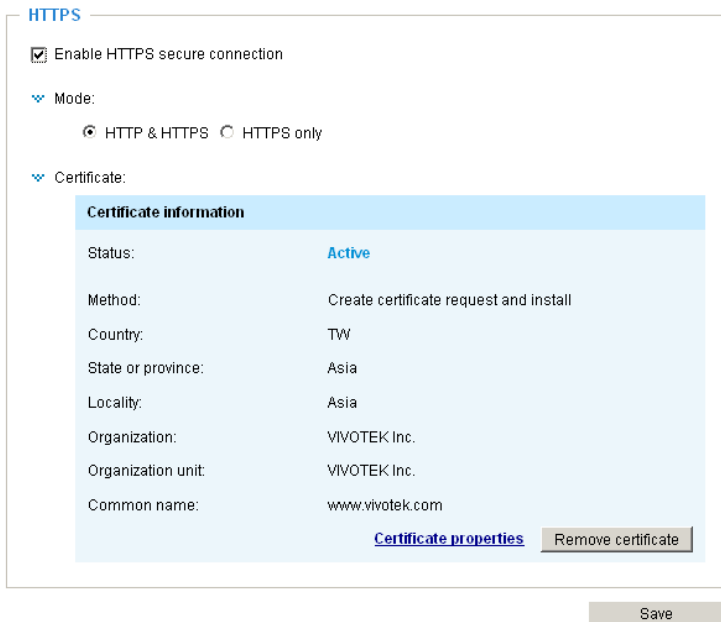 HTTPS
Enable HTTPS secure connection
Mode:
HTTP & HTTPS HTTPS only
Certificate:
Certificate information
Status: Active
Method: Create certificate request and install
Country: TW
State or province: Asia
Locality: Asia
Organization: VIVOTEK Inc.
Organization unit: VIVOTEK Inc.
Common name: www.vivotek.com
Certificate properties Remove certificate
Save